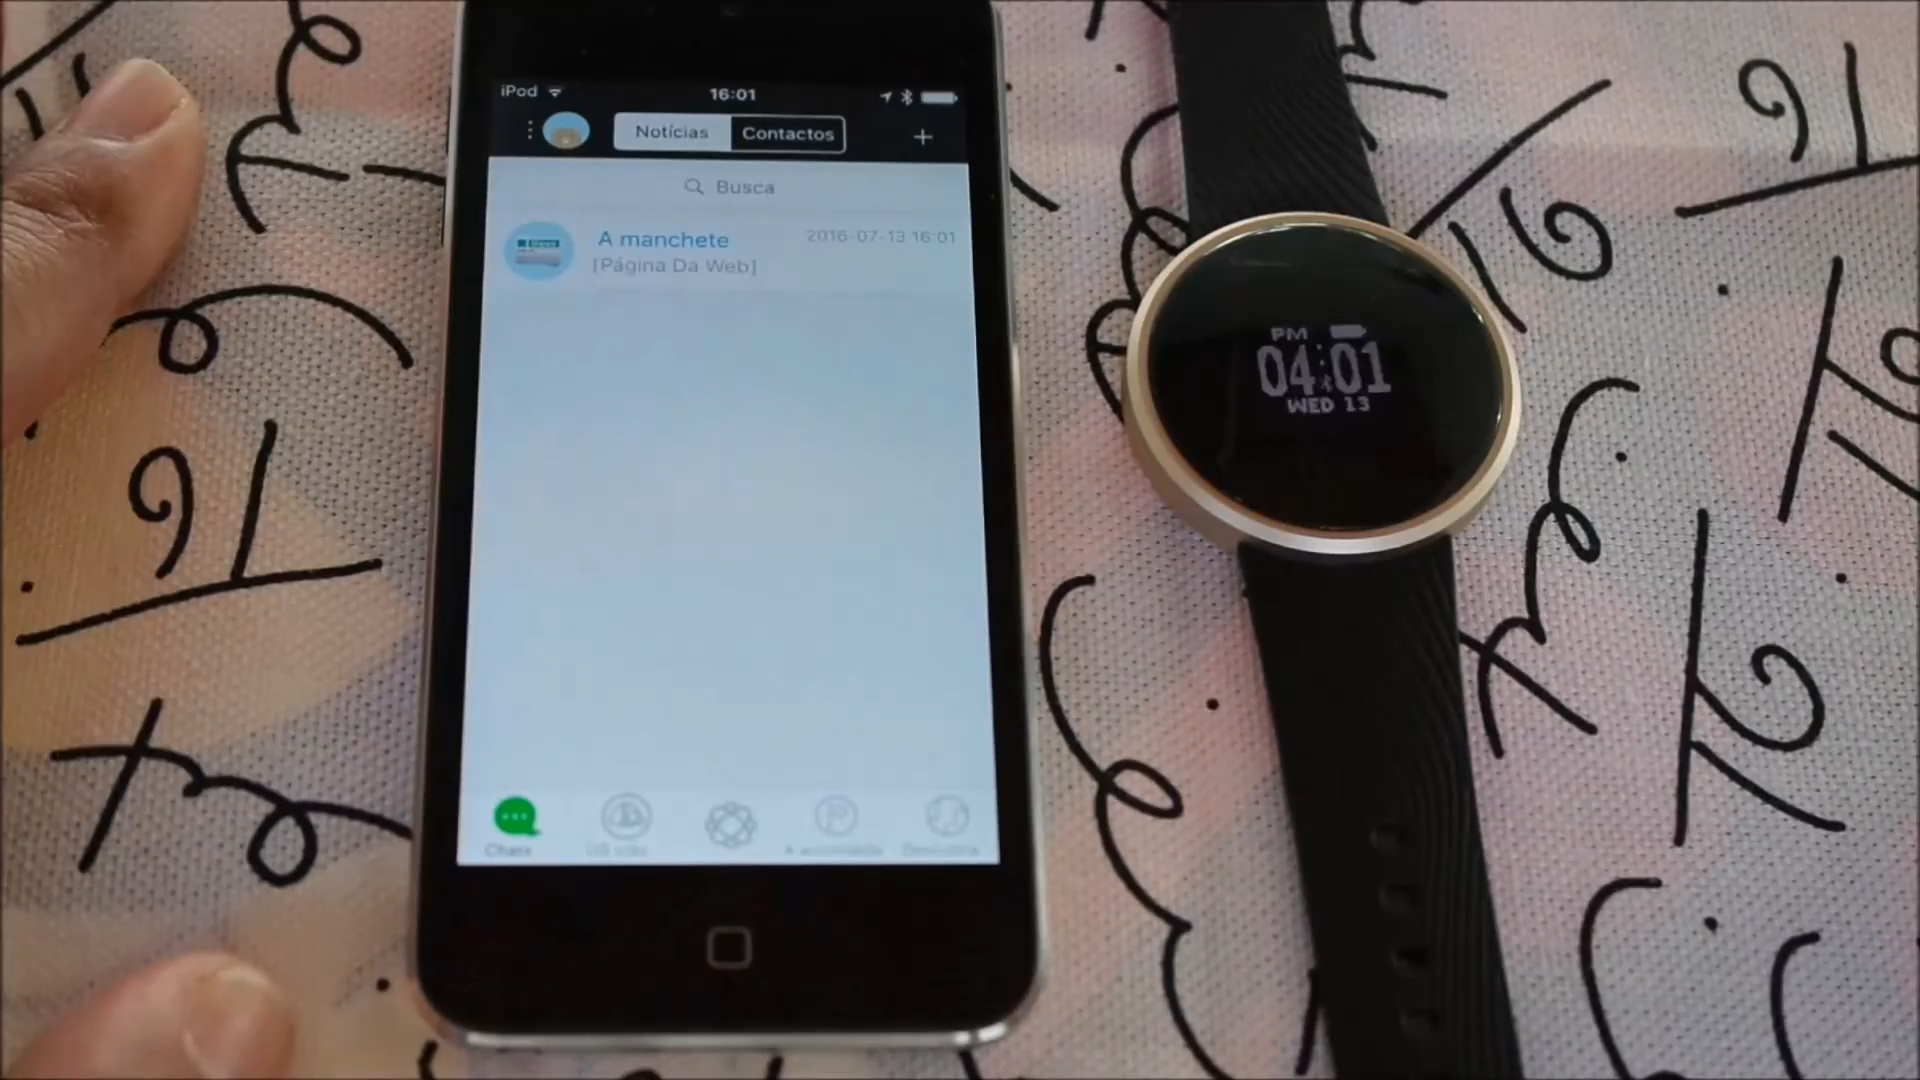 iPod
16:01
Notícias
Contactos
Busca
A manchete
2016-07-13 16:01
[Página Da Web]
Chats
PM
04:01
WED 13